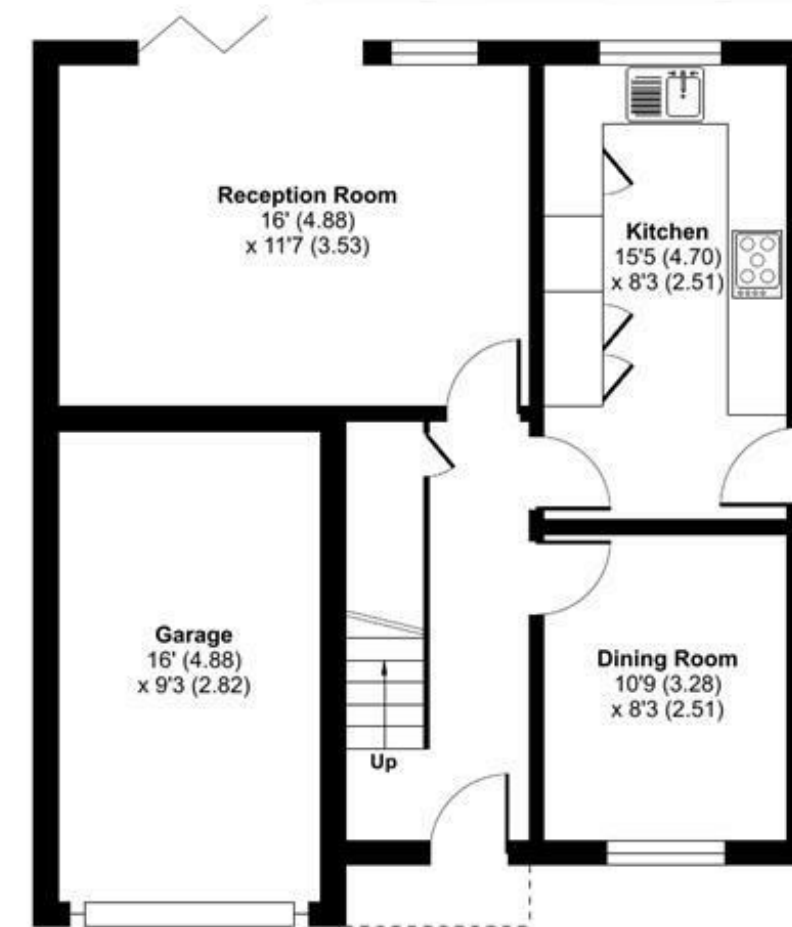 Reception Room
16' (4.88)
x 11'7 (3.53)
Kitchen
15'5 (4.70)
x 8'3 (2.51)
Garage
16' (4.88)
x 9'3 (2.82)
Dining Room
10'9 (3.28)
x 8'3 (2.51)
Up